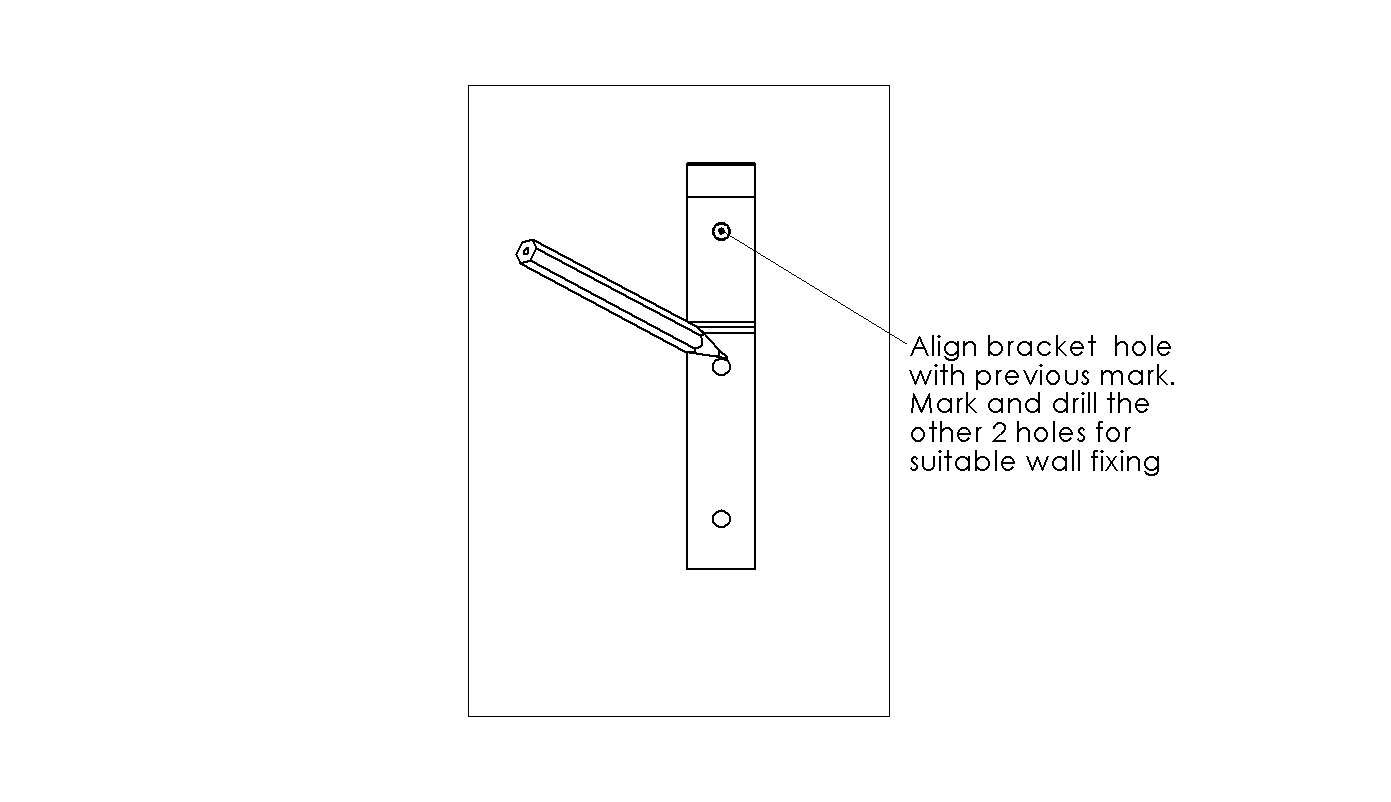 Align bracket  hole
with previous mark.
Mark and drill the
other 2 holes for
suitable wall fixing